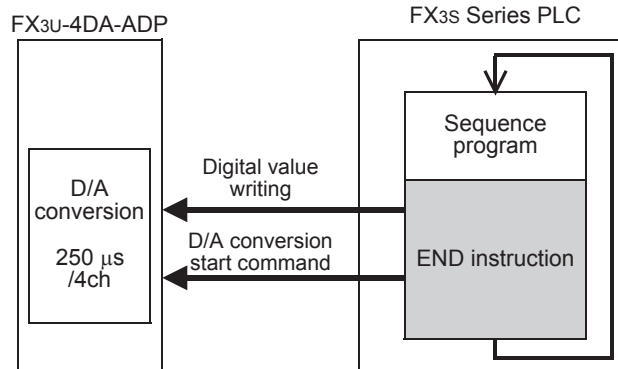 FX3U-4DA-ADP
FX3S Series PLC
D/A
conversion
250 μs
/4ch
Digital value
writing
D/A conversion
start command
Sequence
program
END instruction